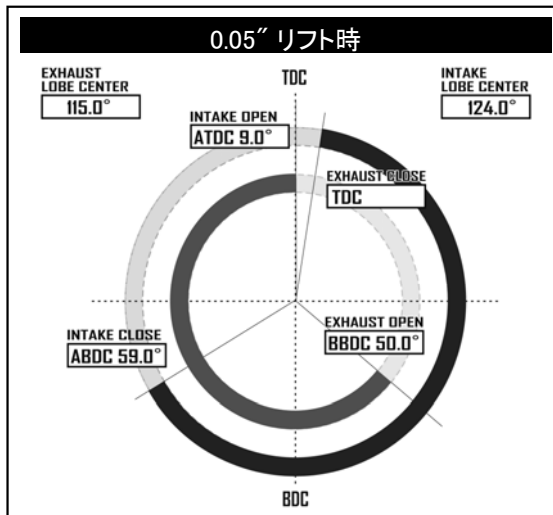 0.05″ リフト時
EXHAUST
LOBE CENTER
115.0°
TDC
INTAKE
LOBE CENTER
124.0°
INTAKE OPEN
ATDC 9.0°
EXHAUST CLOSE
TDC
INTAKE CLOSE
ABDC 59.0°
EXHAUST OPEN
BBDC 50.0°
BDC